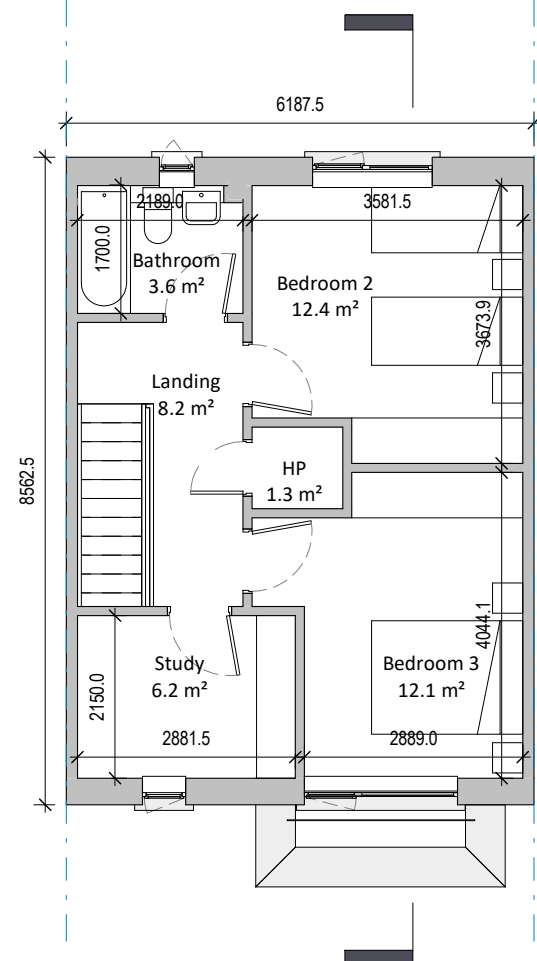 6187.5
2189.0
3581.5
1700.0
Bathroom
3.6 m²
Bedroom 2
12.4 m²
3673.9
Landing
8.2 m²
8562.5
HP
1.3 m²
4044.1
Study
6.2 m²
Bedroom 3
12.1 m²
2150.0
2881.5
2889.0